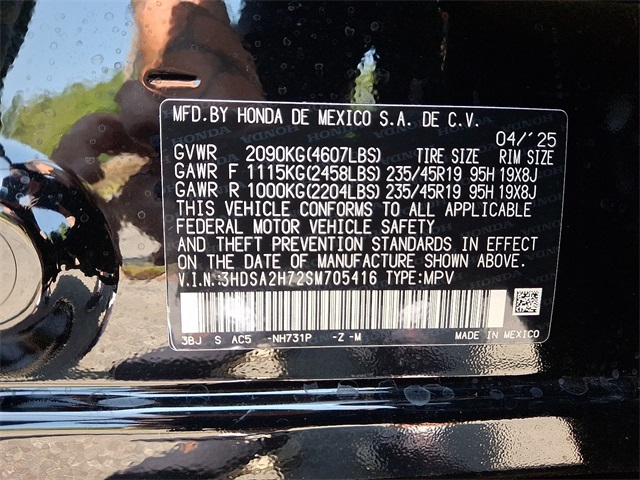 MFD.BY HONDA DE MEXICO S.A. DE C.V.
04/'25
GVWR 2090KG(4607LBS) TIRE SIZE RIM SIZE
GAWR F 1115KG(2458LBS) 235/45R19 95H 19X8J
GAWR R 1000KG(2204LBS) 235/45R19 95H 19X8J
THIS VEHICLE CONFORMS TO ALL APPLICABLE
FEDERAL MOTOR VEHICLE SAFETY
AND THEFT PREVENTION STANDARDS IN EFFECT
ON THE DATE OF MANUFACTURE SHOWN ABOVE.
V.I.N.:3HDSA2H72SM705416 TYPE:MPV
3BJ S AC5 -NH731P -Z -M MADE IN MEXICO